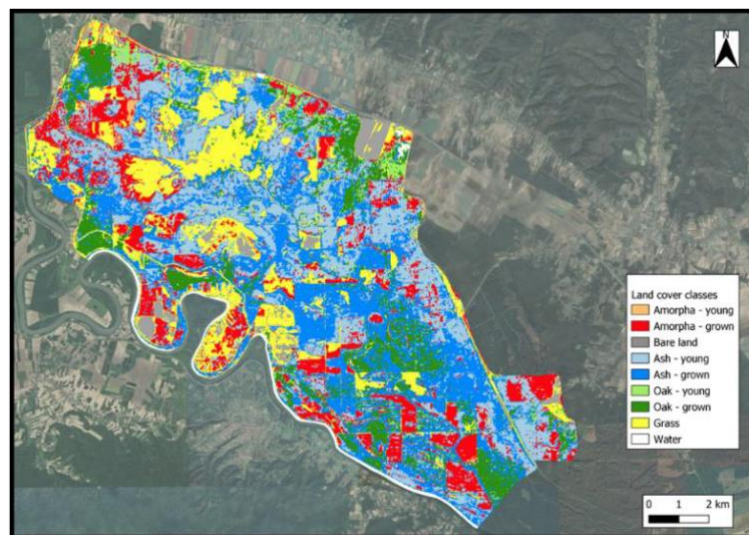 N
Land cover classes
Amorpha - young
Amorpha - grown
Bare land
Ash - young
Ash - grown
Oak - young
Oak - grown
Grass
Water
0 1 2 km